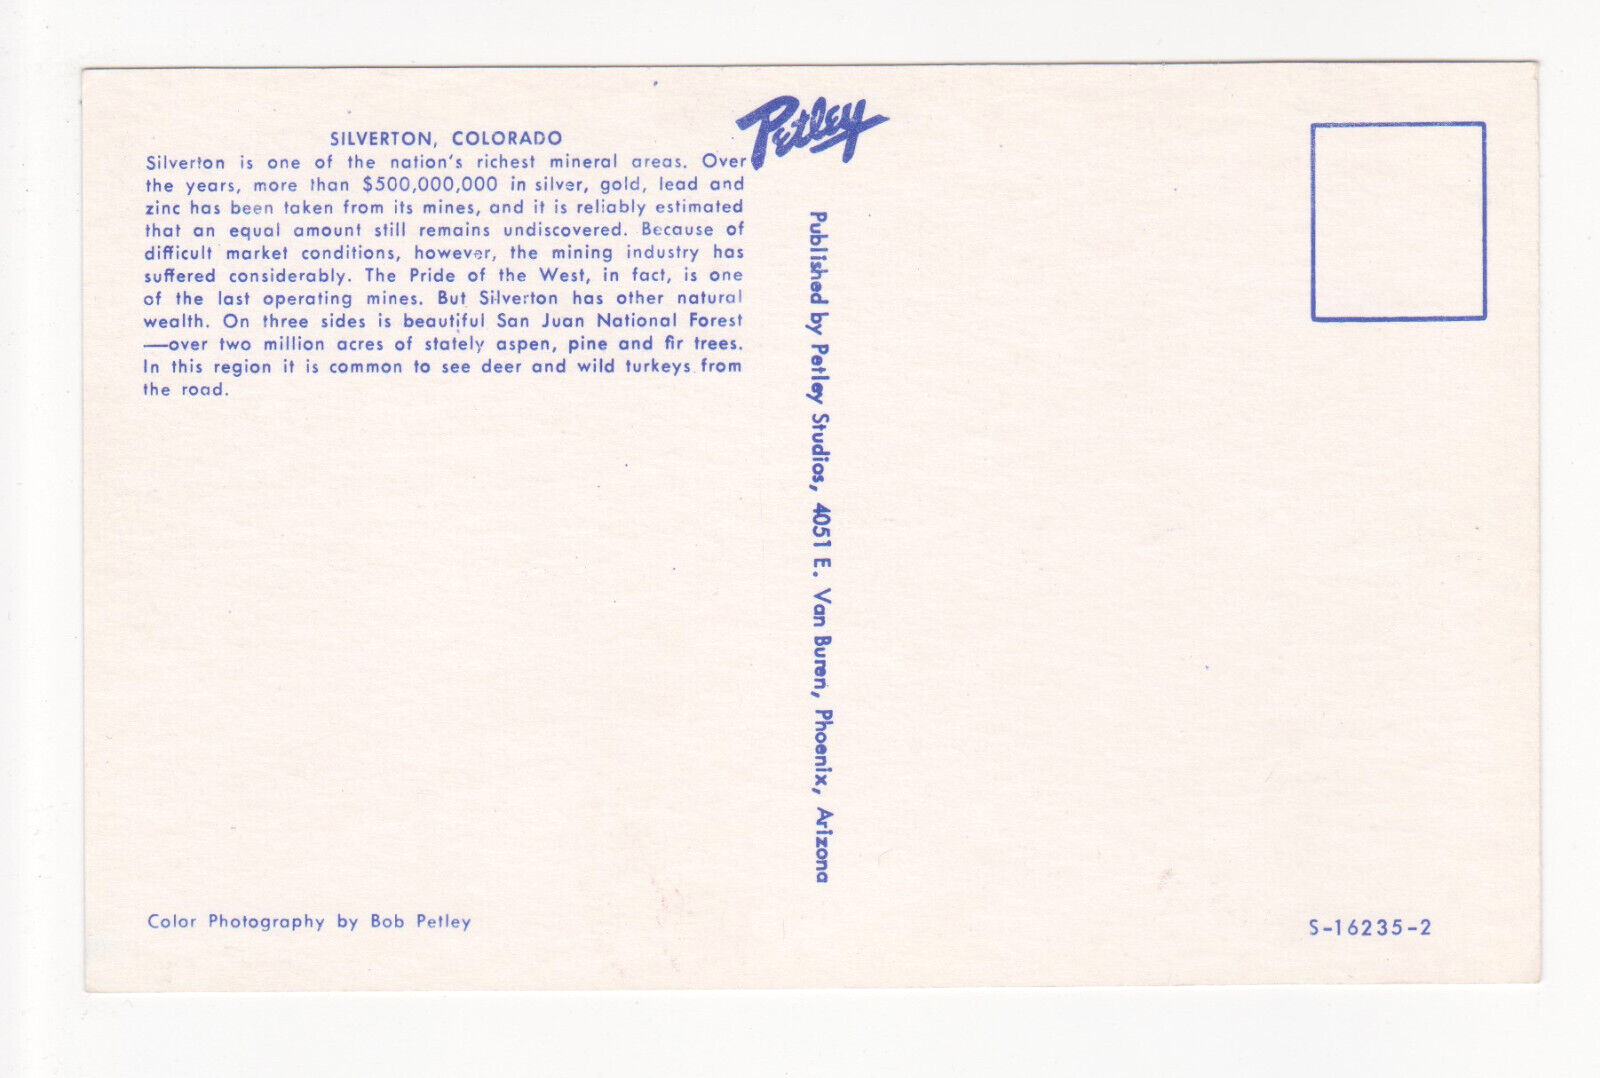 SILVERTON, COLORADO
Silverton is one of the nation's richest mineral areas. Over
the years, more than $500,000,000 in silver, gold, lead and
zinc has been taken from its mines, and it is reliably estimated
that an equal amount still remains undiscovered. Because of
difficult market conditions, however, the mining industry has
suffered considerably. The Pride of the West, in fact, is one
of the last operating mines. But Silverton has other natural
wealth. On three sides is beautiful San Juan National Forest
—over two million acres of stately aspen, pine and fir trees.
In this region it is common to see deer and wild turkeys from
the road.
Color Photography by Bob Petley
Petley
Published by Petley Studios, 4051 E. Van Buren, Phoenix, Arizona
S-16235-2